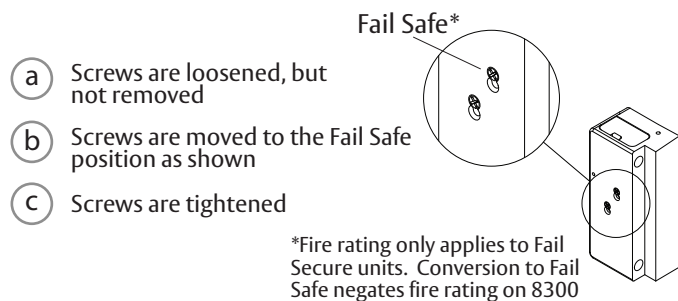 Fail Safe*
a Screws are loosened, but
not removed
b Screws are moved to the Fail Safe
position as shown
c Screws are tightened
*Fire rating only applies to Fail
Secure units. Conversion to Fail
Safe negates fire rating on 8300